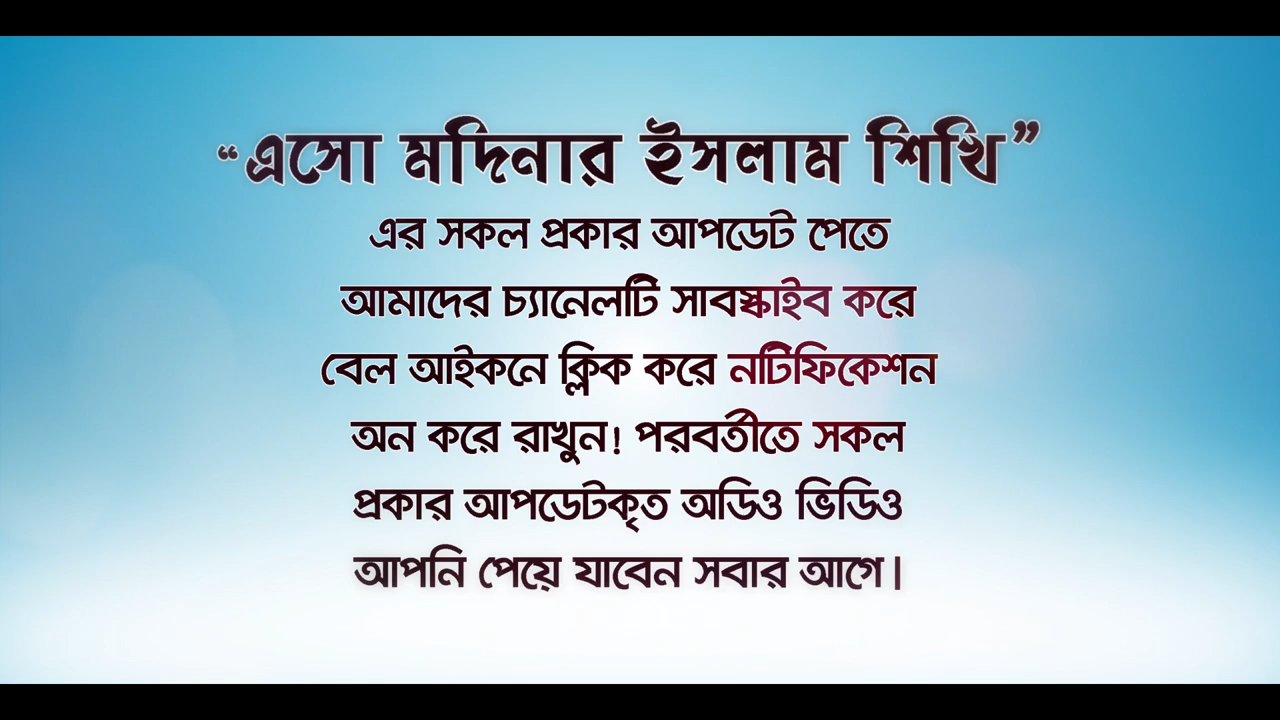 “এসো মদিনার ইসলাম শিখি”
এর সকল প্রকার আপডেট পেতে
আমাদের চ্যানেলটি সাবস্কাইব করে
বেল আইকনে ক্লিক করে নটিফিকেশন
অন করে রাখুন! পরবর্তীতে সকল
প্রকার আপডেটকৃত অডিও ভিডিও
আপনি পেয়ে যাবেন সবার আগে।